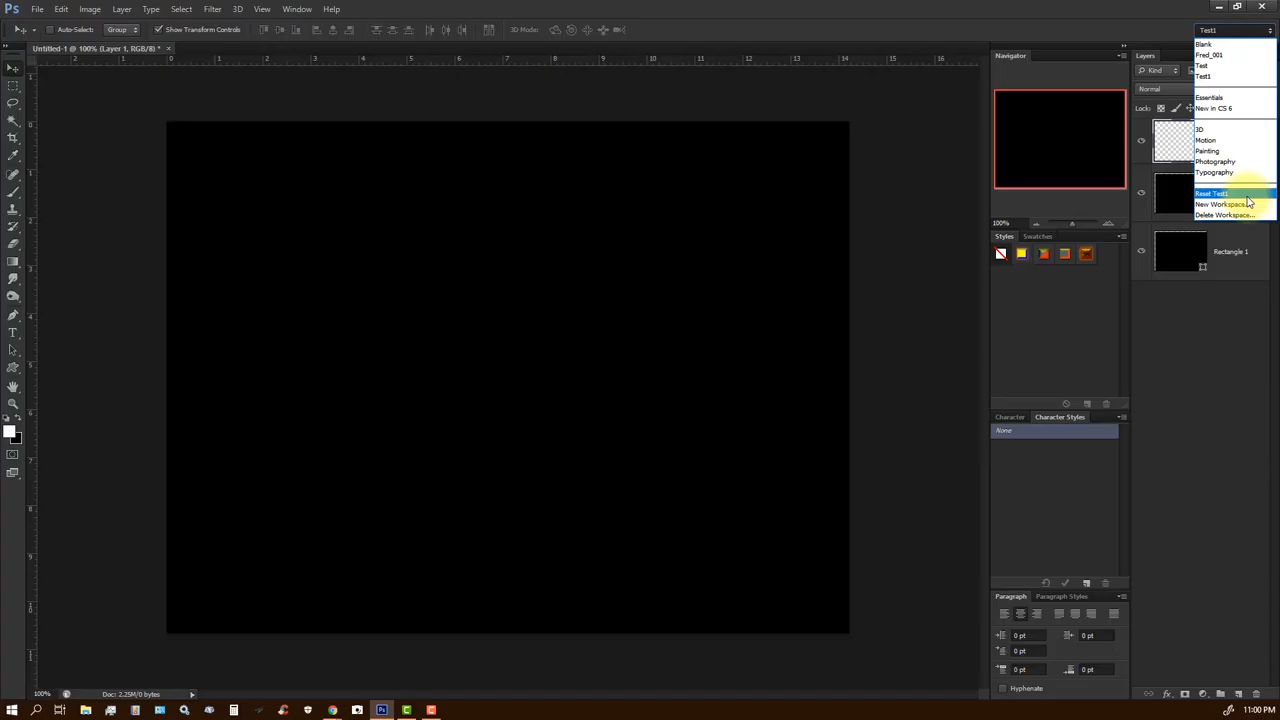 Ps File Edit Image Layer Type Select Filter 3D View Window Help
Auto-Select: Group Show Transform Controls 3D Mode: Test1
Untitled-1 @ 100% (Layer 1, RGB/8) * ×
Navigator
Layers
Kind
Normal
Lock:
Blank
Fred_001
Test
Test1
Essentials
New in CS 6
3D
Motion
Painting
Photography
Typography
Reset Test1
New Workspace...
Delete Workspace...
100%
Styles Swatches
Rectangle 1
Character Character Styles
None
Paragraph Paragraph Styles
0 pt 0 pt
0 pt
0 pt 0 pt
Hyphenate
100% Doc: 2.25M/0 bytes
11:00 PM